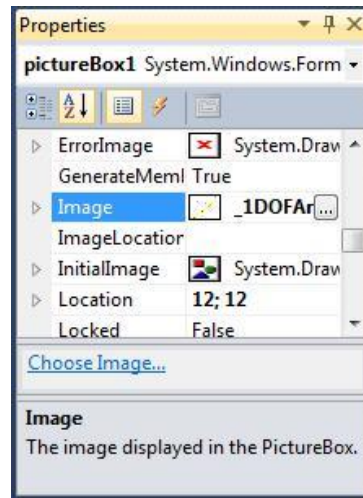 Properties
pictureBox1 System.Windows.Form
ErrorImage System.Draw
GenerateMeml True
Image _1DOFAr ...
ImageLocation
InitialImage System.Draw
Location 12; 12
Locked False
Choose Image...
Image
The image displayed in the PictureBox.